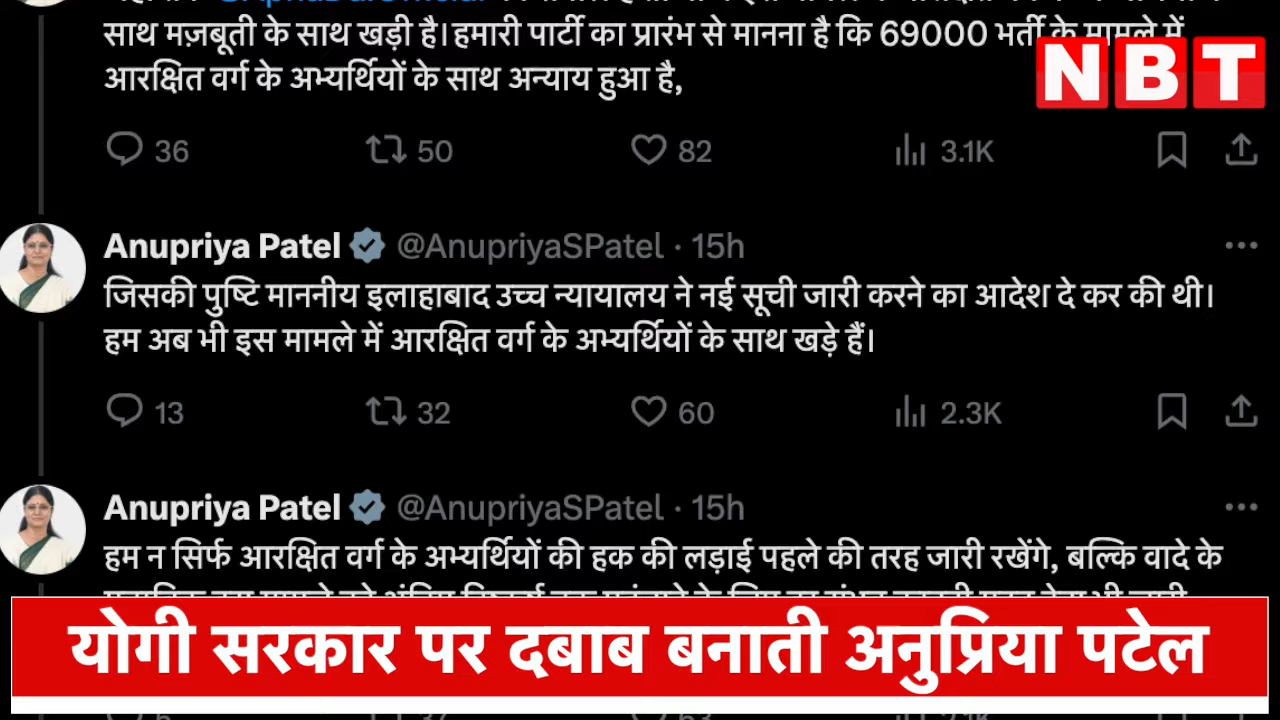 साथ मज़बूती के साथ खड़ी है। हमारी पार्टी का प्रारंभ से मानना है कि 69000 भर्ती के मामले में
आरक्षित वर्ग के अभ्यर्थियों के साथ अन्याय हुआ है,
NBT
36 50 82 3.1K
Anupriya Patel @AnupriyaSPatel · 15h
जिसकी पुष्टि माननीय इलाहाबाद उच्च न्यायालय ने नई सूची जारी करने का आदेश दे कर की थी।
हम अब भी इस मामले में आरक्षित वर्ग के अभ्यर्थियों के साथ खड़े हैं।
13 32 60 2.3K
Anupriya Patel @AnupriyaSPatel · 15h
हम न सिर्फ आरक्षित वर्ग के अभ्यर्थियों की हक की लड़ाई पहले की तरह जारी रखेंगे, बल्कि वादे के
योगी सरकार पर दबाब बनाती अनुप्रिया पटेल